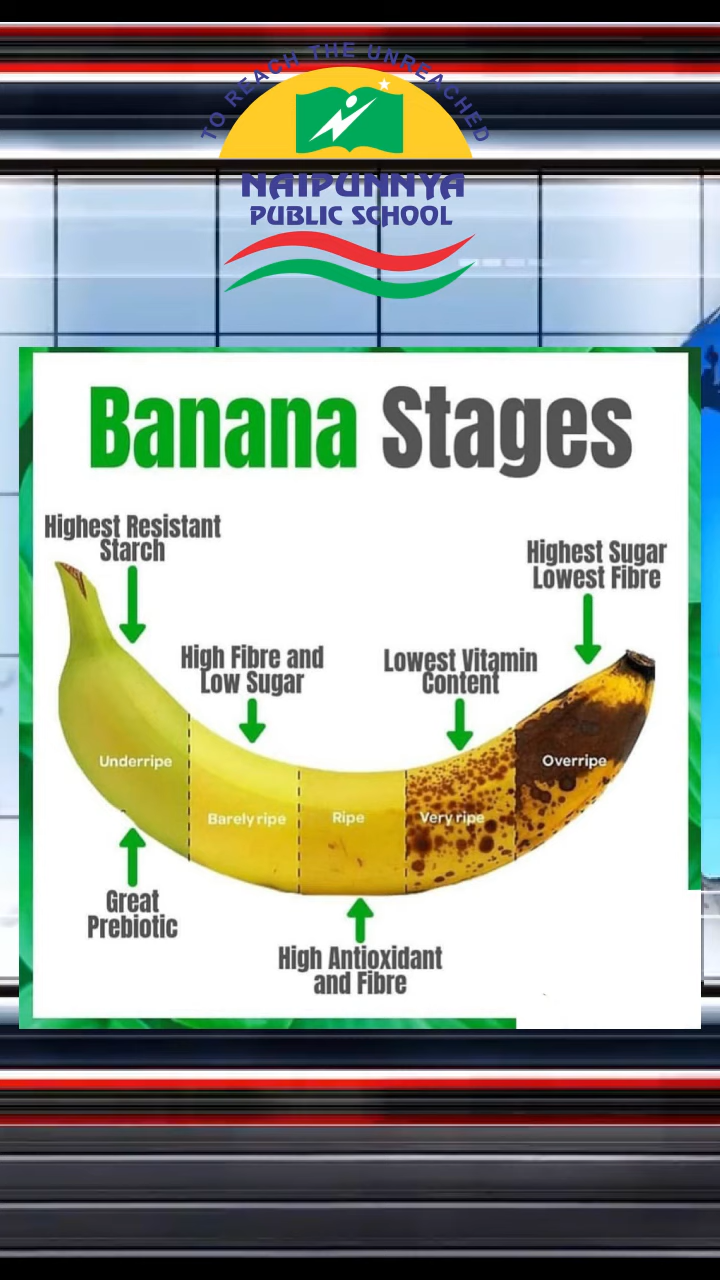 TO REACH THE UNREACHED
NAIPUNNYA
PUBLIC SCHOOL
Banana Stages
Highest Resistant
Starch
Highest Sugar
Lowest Fibre
High Fibre and
Low Sugar
Lowest Vitamin
Content
Underripe
Barely ripe
Ripe
Very ripe
Overripe
Great
Prebiotic
High Antioxidant
and Fibre